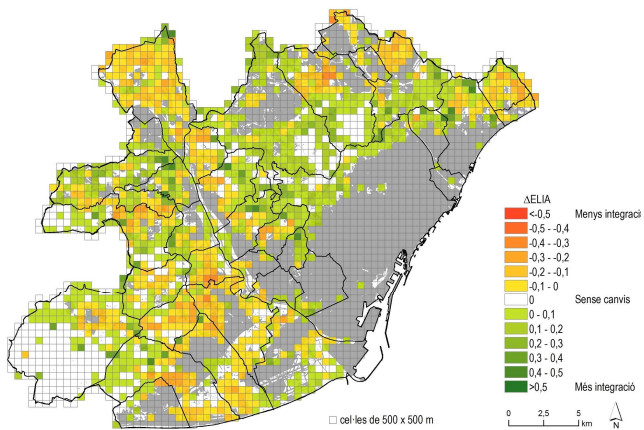 ΔELIA
<-0,5 Menys integració
-0,5 - -0,4
-0,4 - -0,3
-0,3 - -0,2
-0,2 - -0,1
-0,1 - 0
0 Sense canvis
0 - 0,1
0,1 - 0,2
0,2 - 0,3
0,3 - 0,4
0,4 - 0,5
>0,5 Més integració
cel·les de 500 x 500 m
0 2,5 5
km
N